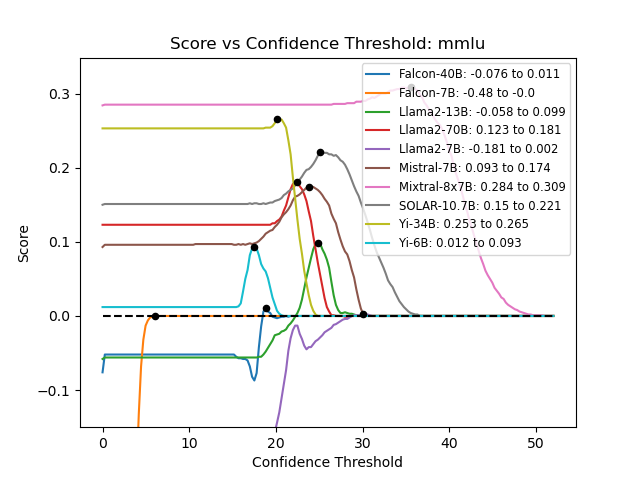 Score vs Confidence Threshold: mmlu
Score
0.3
0.2
0.1
0.0
−0.1
Falcon-40B: -0.076 to 0.011
Falcon-7B: -0.48 to -0.0
Llama2-13B: -0.058 to 0.099
Llama2-70B: 0.123 to 0.181
Llama2-7B: -0.181 to 0.002
Mistral-7B: 0.093 to 0.174
Mixtral-8x7B: 0.284 to 0.309
SOLAR-10.7B: 0.15 to 0.221
Yi-34B: 0.253 to 0.265
Yi-6B: 0.012 to 0.093
0 10 20 30 40 50
Confidence Threshold